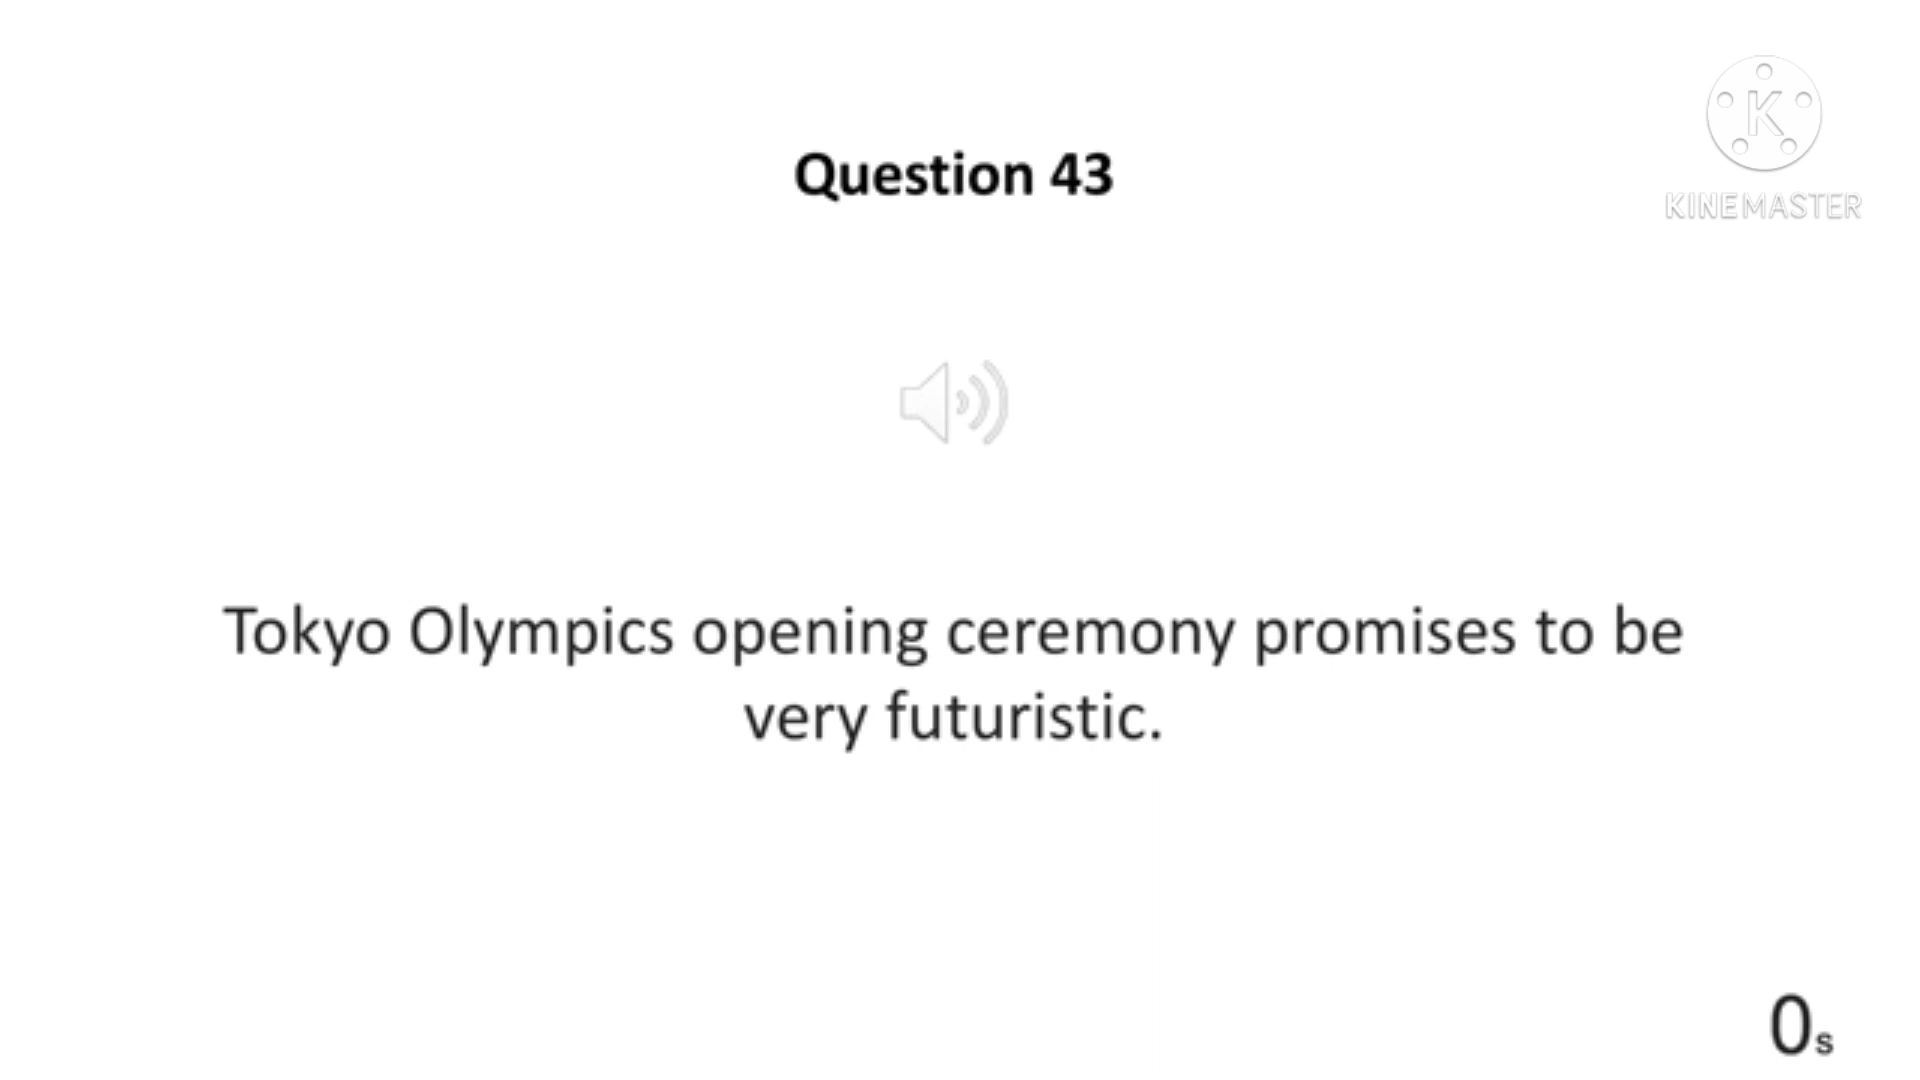 Question 43
K
KINEMASTER
Tokyo Olympics opening ceremony promises to be
very futuristic.
0s